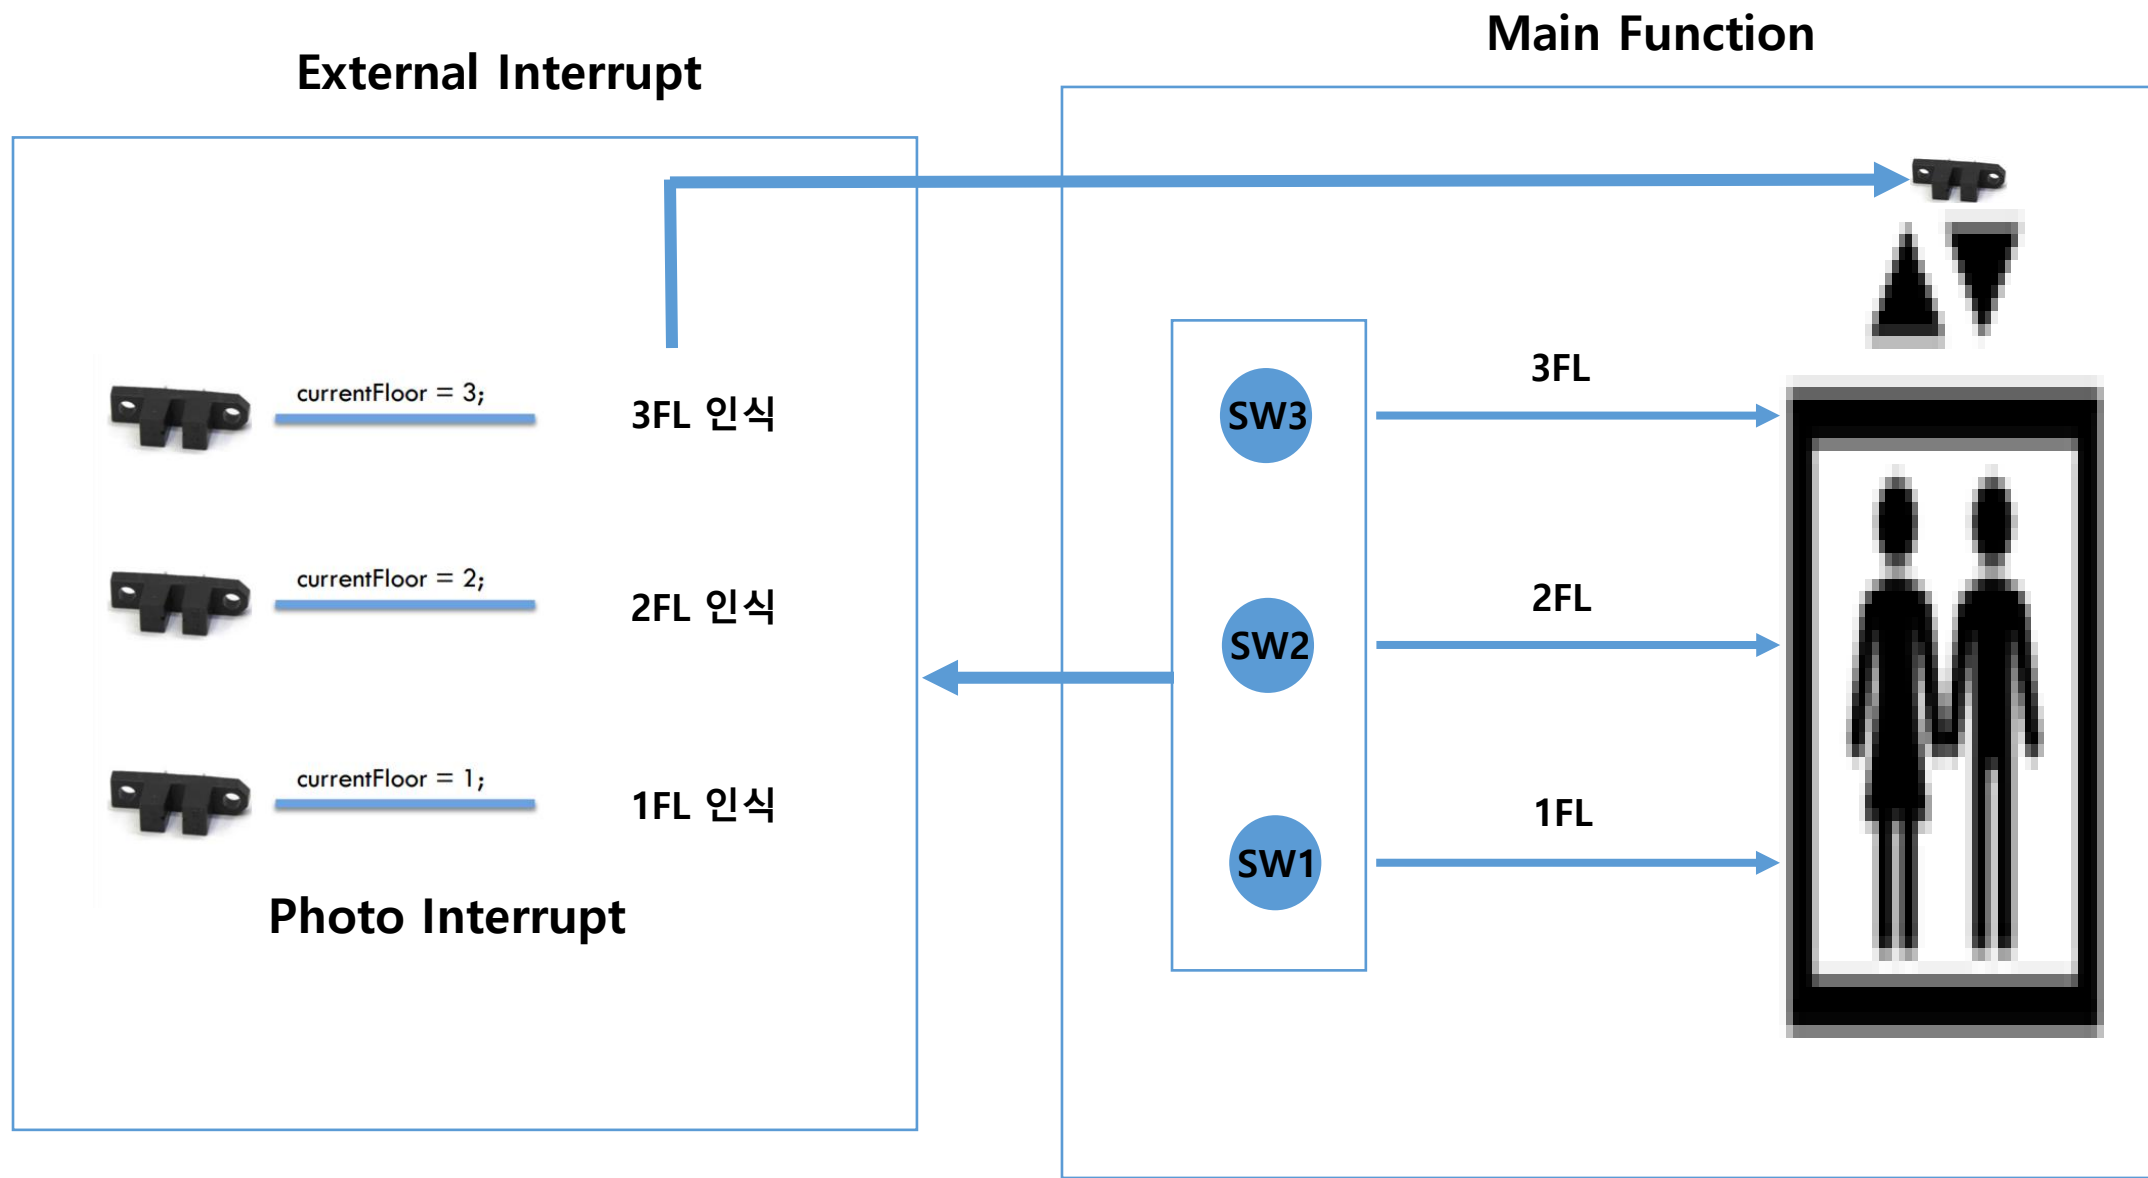 External Interrupt
currentFloor = 3;
3FL 인식
currentFloor = 2;
2FL 인식
currentFloor = 1;
1FL 인식
Photo Interrupt
Main Function
SW3
3FL
SW2
2FL
SW1
1FL